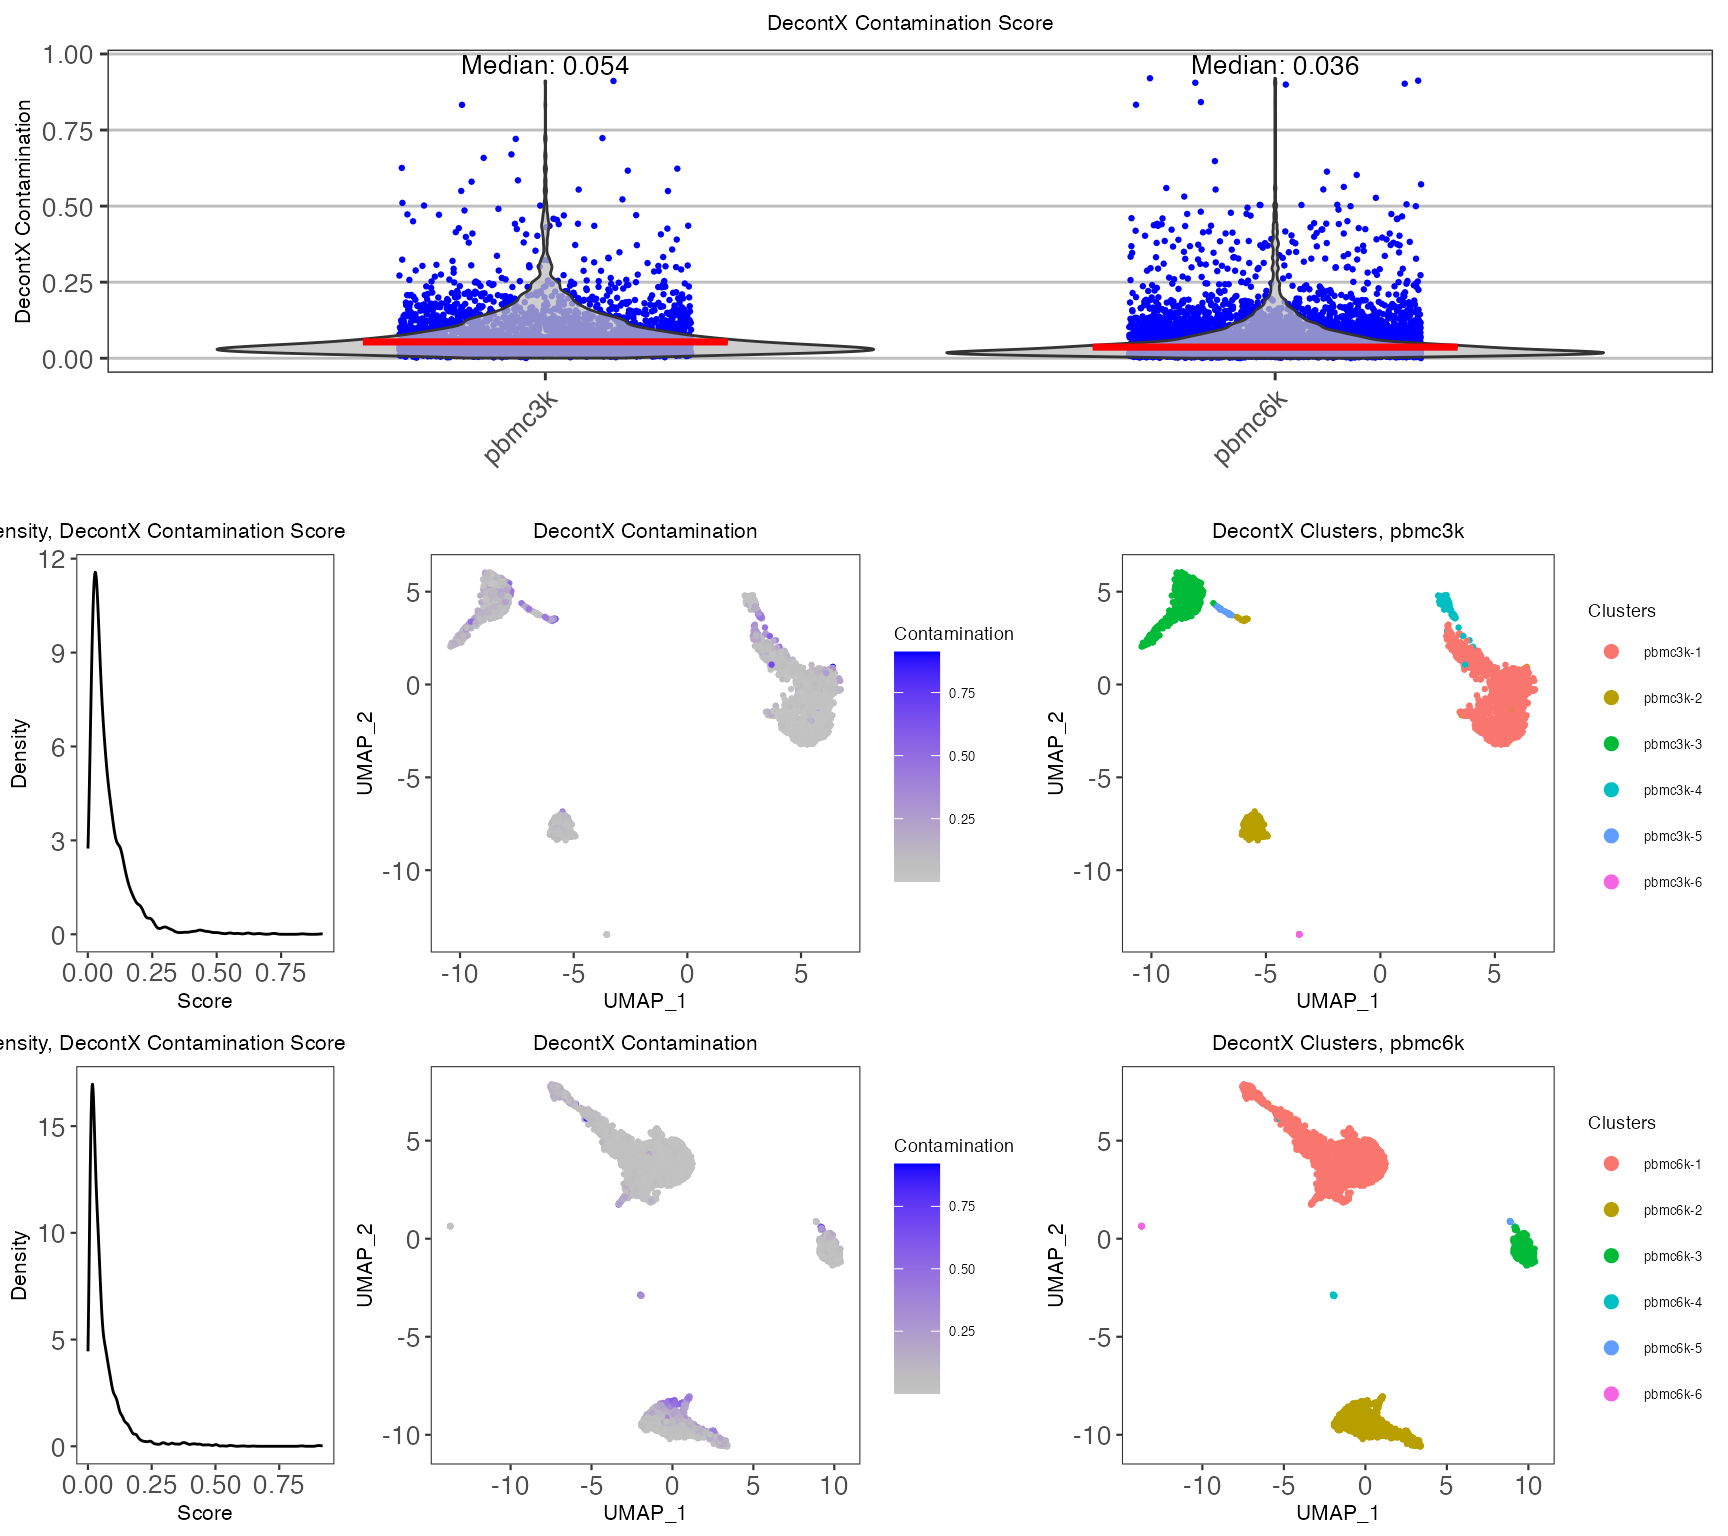 DecontX Contamination Score
DecontX Contamination
1.00
0.75
0.50
0.25
0.00
Median: 0.054
Median: 0.036
pbmc3k
pbmc6k
ensity, DecontX Contamination Score
Density
12
9
6
3
0
0.00 0.25 0.50 0.75
Score
DecontX Contamination
UMAP_2
5
0
-5
-10
-10 -5 0 5
UMAP_1
Contamination
0.75
0.50
0.25
DecontX Clusters, pbmc3k
UMAP_2
5
0
-5
-10
-10 -5 0 5
UMAP_1
Clusters
pbmc3k-1
pbmc3k-2
pbmc3k-3
pbmc3k-4
pbmc3k-5
pbmc3k-6
ensity, DecontX Contamination Score
Density
15
10
5
0
0.00 0.25 0.50 0.75
Score
DecontX Contamination
UMAP_2
5
0
-5
-10
-10 -5 0 5 10
UMAP_1
Contamination
0.75
0.50
0.25
DecontX Clusters, pbmc6k
UMAP_2
5
0
-5
-10
-10 -5 0 5 10
UMAP_1
Clusters
pbmc6k-1
pbmc6k-2
pbmc6k-3
pbmc6k-4
pbmc6k-5
pbmc6k-6